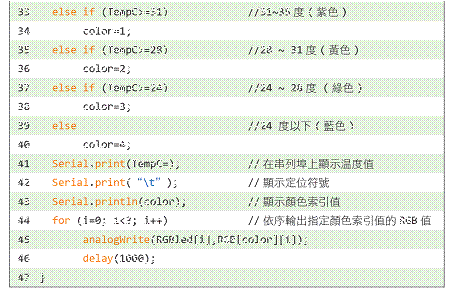 33 else if (TempC>=31) //31~35 度 ( 紫色 )
34 color=1;
35 else if (TempC>=28) //28 ~ 31 度 ( 黃色 )
36 color=2;
37 else if (TempC>=24) //24 ~ 28 度 ( 綠色 )
38 color=3;
39 else //24 度以下 ( 藍色 )
40 color=4;
41 Serial.print(TempC=); // 在串列埠上顯示溫度值
42 Serial.print( "\t" ); // 顯示定位符號
43 Serial.println(color); // 顯示顏色索引值
44 for (i=0; i<3; i++) // 依序輸出指定顏色索引值的 RGB 值
45 analogWrite(RGBled[i],RGB[color][i]);
46 delay(1000);
47 }